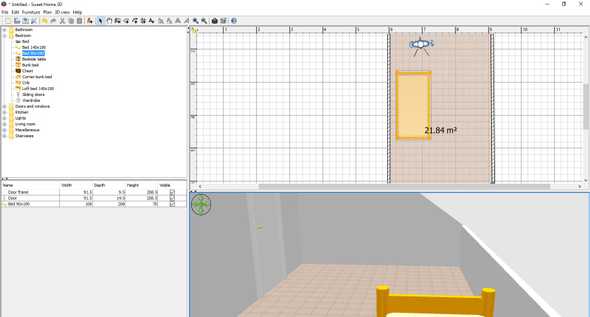 * Untitled - Sweet Home 3D
File Edit Furniture Plan 3D view Help
Bathroom
Bedroom
Bed
Bed 140x190
Bed 90x190
Bedside table
Bunk bed
Chest
Corner bunk bed
Crib
Loft bed 140x190
Sliding doors
Wardrobe
Doors and windows
Kitchen
Lights
Living room
Miscellaneous
Staircases
0 1 2 3 4 5 6 7 8 9
21.84 m²
Name Width Depth Height Visible
Door frame 91.5 9.5 208.5
Door 91.5 14.5 208.5
Bed 90x190 100 200 70